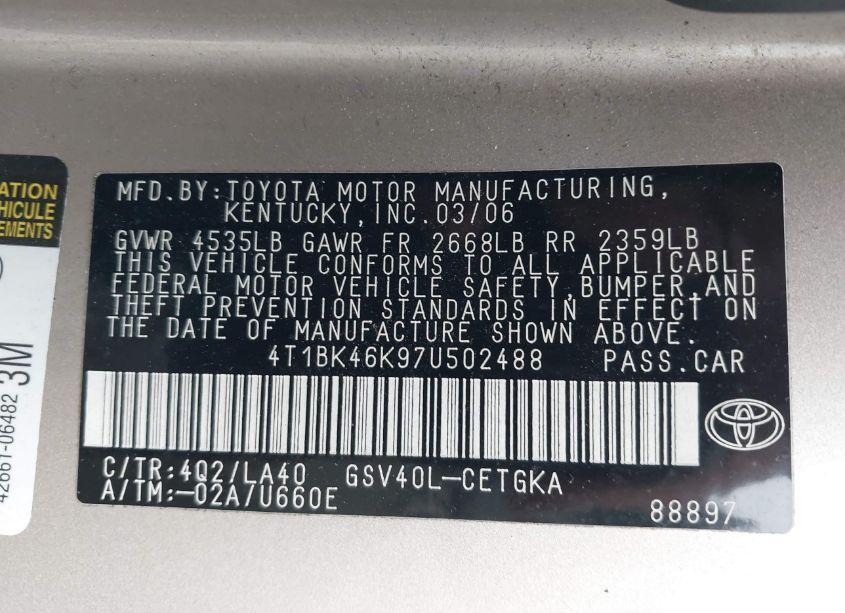 ATION
EHICULE
EMENTS
3M
42661-06482
MFD.BY:TOYOTA MOTOR MANUFACTURING,
KENTUCKY,INC.03/06
GVWR 4535LB GAWR FR 2668LB RR 2359LB
THIS VEHICLE CONFORMS TO ALL APPLICABLE
FEDERAL MOTOR VEHICLE SAFETY,BUMPER,AND
THEFT PREVENTION STANDARDS IN EFFECT ON
THE DATE OF MANUFACTURE SHOWN ABOVE.
4T1BK46K97U502488 PASS.CAR
C/TR:4Q2/LA40 GSV40L-CETGKA
A/TM:-02A/U660E
88897